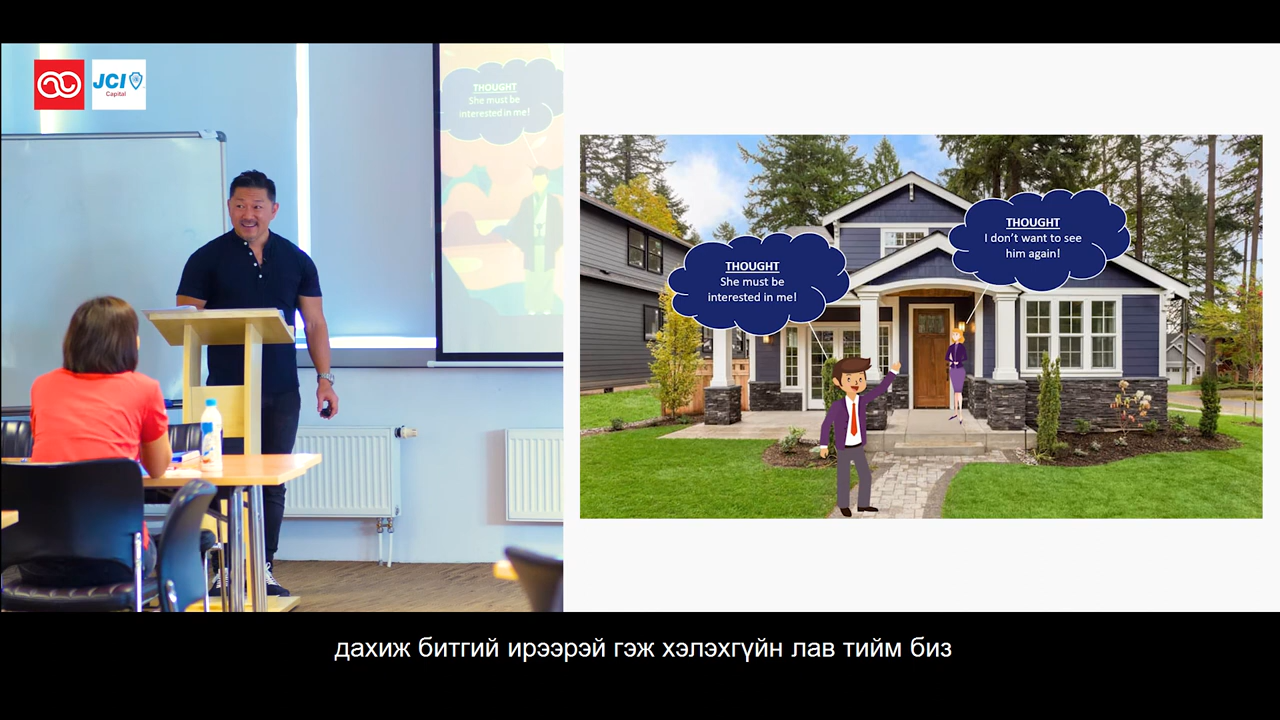 JCI
Capital
THOUGHT
She must be
interested in me!
THOUGHT
She must be
interested in me!
THOUGHT
I don't want to see
him again!
дахиж битгий ирээрэй гэж хэлэхгүйн лав тийм биз